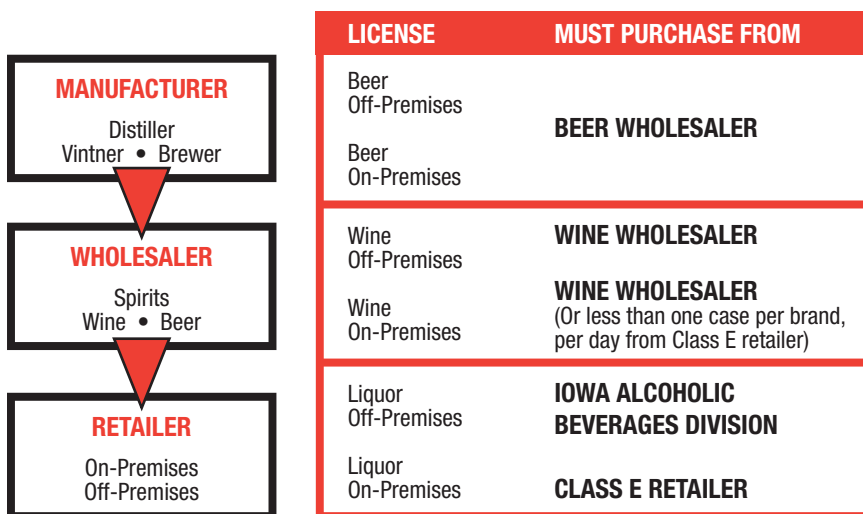 MANUFACTURER
Distiller
Vintner • Brewer
WHOLESALER
Spirits
Wine • Beer
RETAILER
On-Premises
Off-Premises
LICENSE MUST PURCHASE FROM
Beer
Off-Premises
Beer
On-Premises
BEER WHOLESALER
Wine
Off-Premises
WINE WHOLESALER
Wine
On-Premises
WINE WHOLESALER
(Or less than one case per brand,
per day from Class E retailer)
Liquor
Off-Premises
IOWA ALCOHOLIC
BEVERAGES DIVISION
Liquor
On-Premises
CLASS E RETAILER